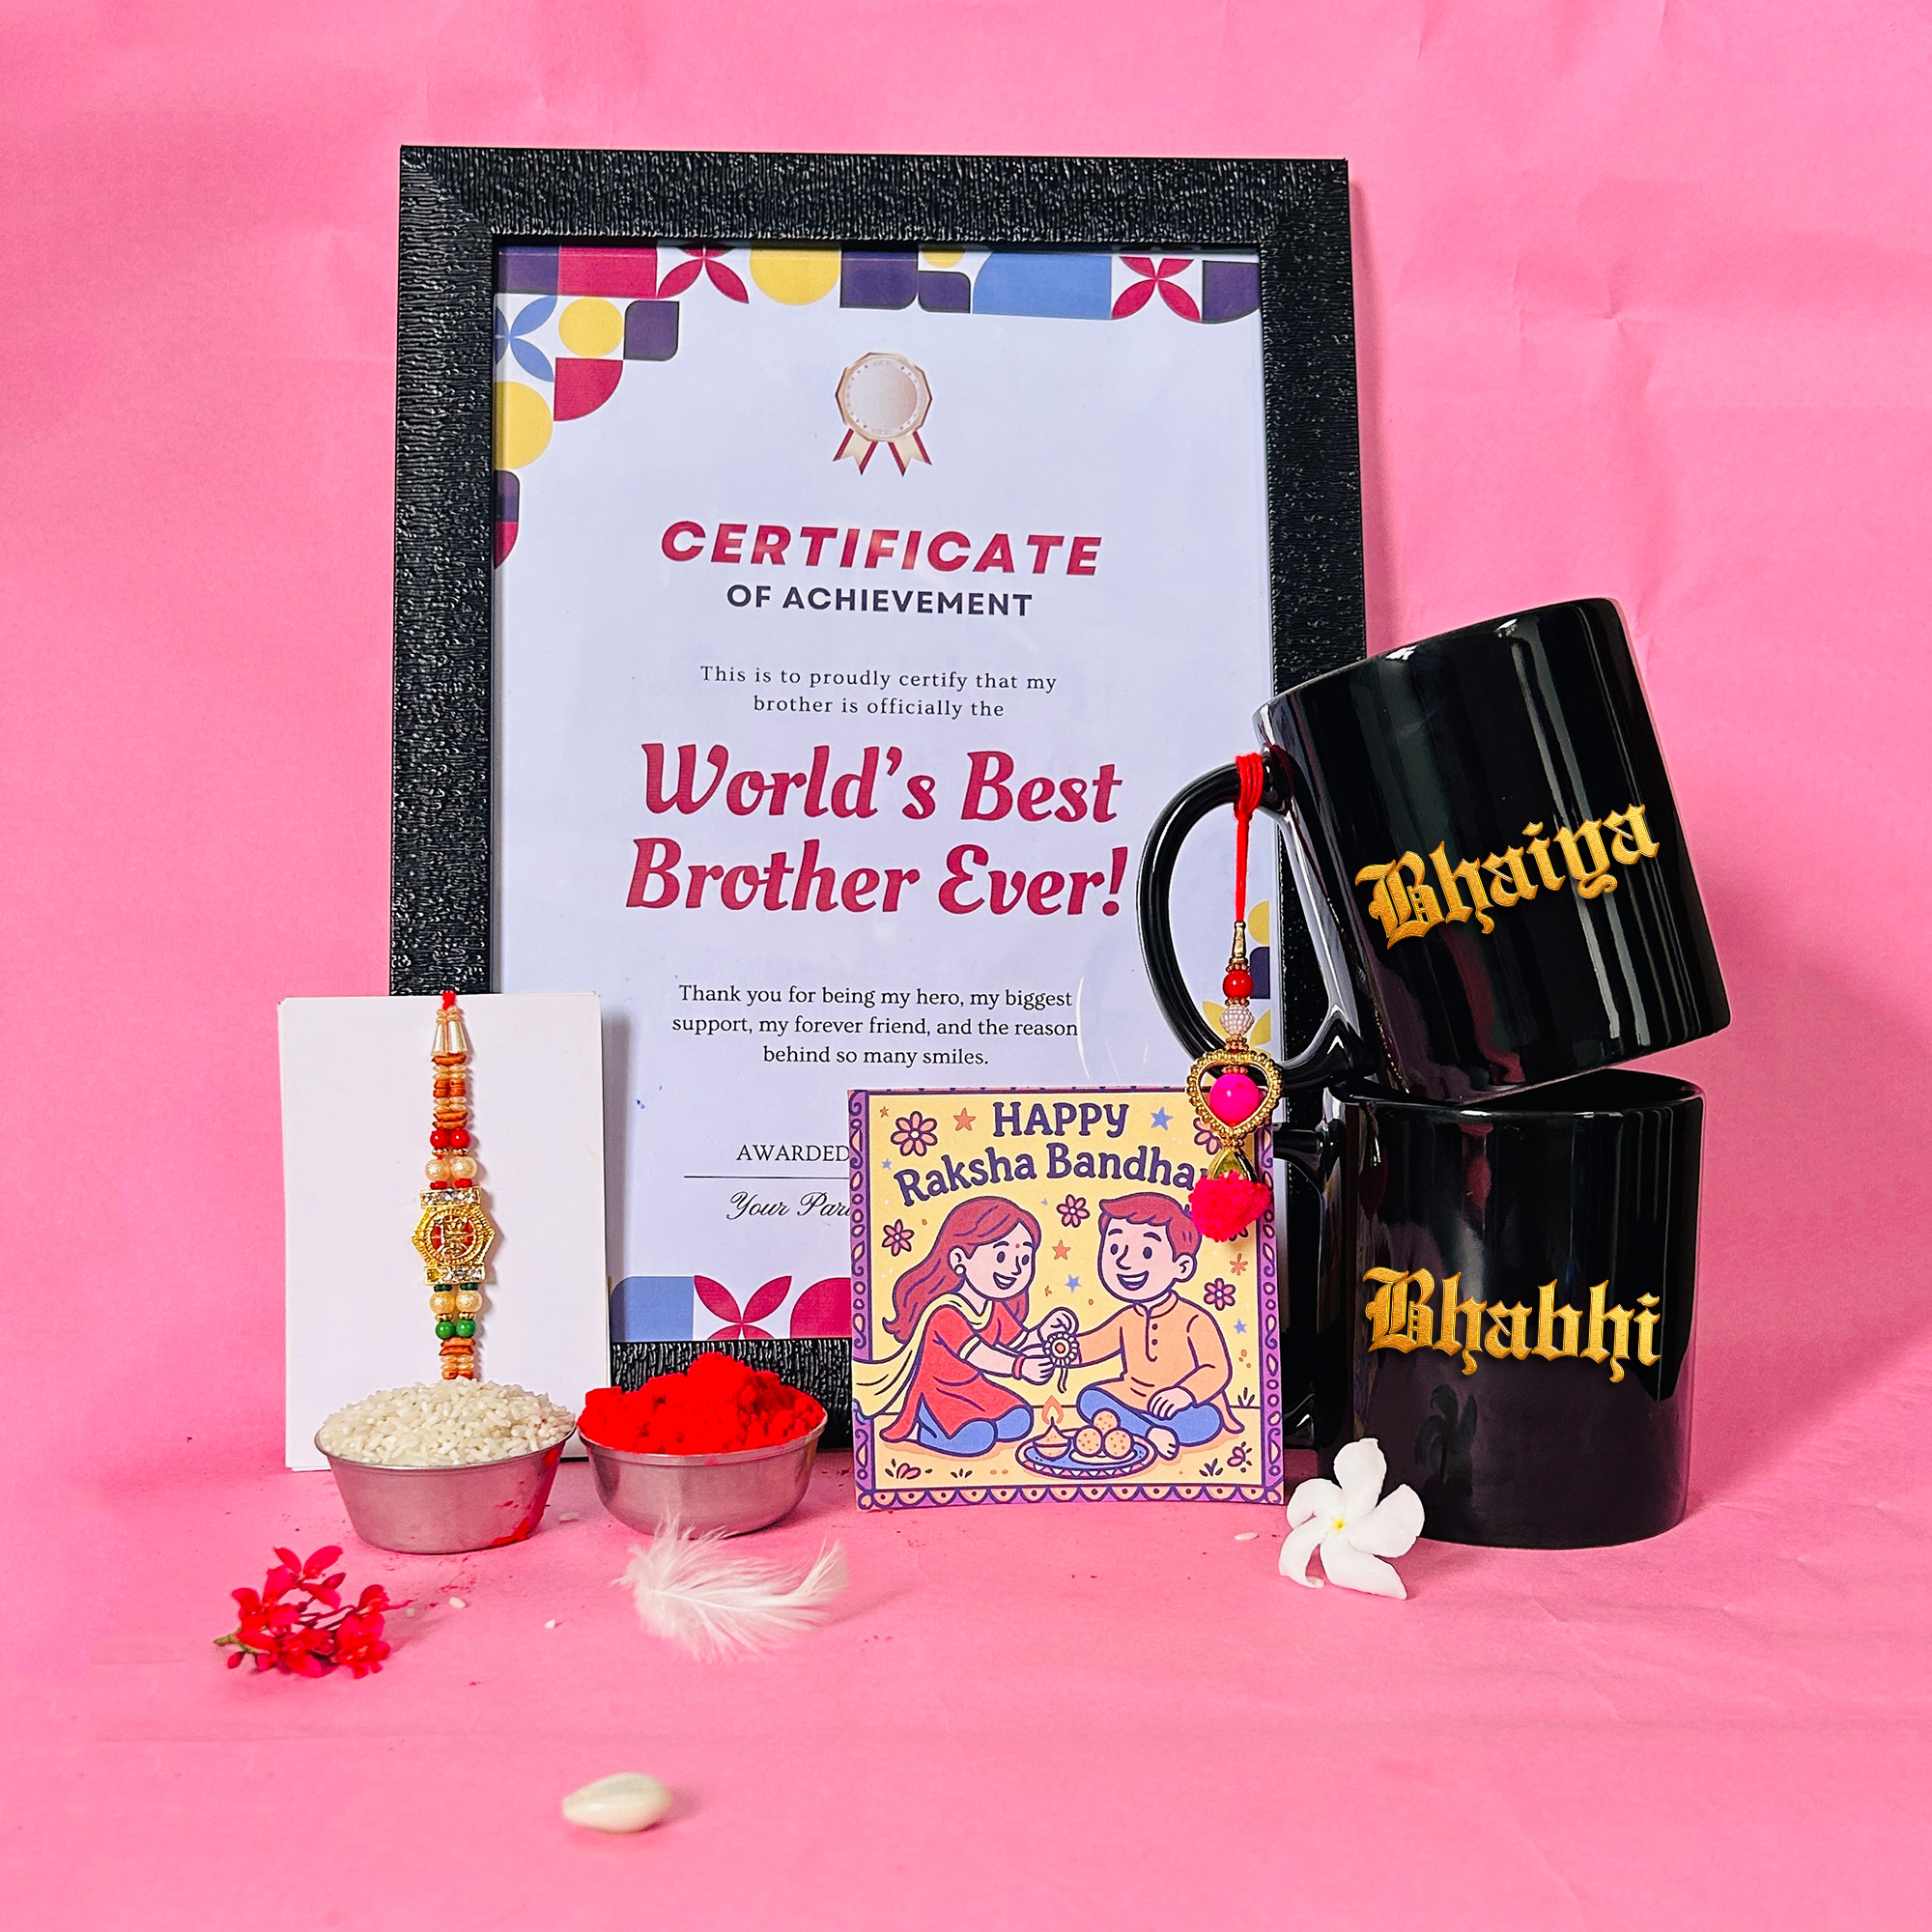 CERTIFICATE
OF ACHIEVEMENT
This is to proudly certify that my
brother is officially the
World's Best
Brother Ever!
Thank you for being my hero, my biggest
support, my forever friend, and the reason
behind so many smiles.
AWARDED
Your
HAPPY
Raksha Bandhan
Bhaiya
Bhabhi